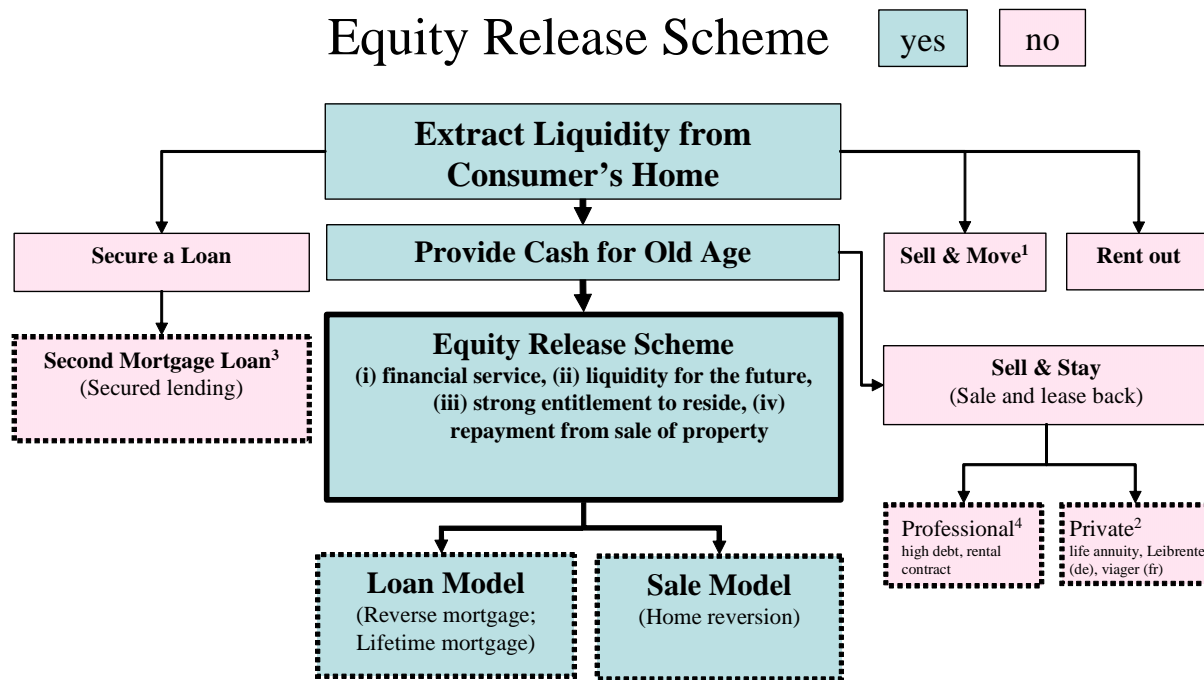 Equity Release Scheme
yes
no
Extract Liquidity from
Consumer’s Home
Secure a Loan
Provide Cash for Old Age
Sell & Move¹
Rent out
Second Mortgage Loan³
(Secured lending)
Equity Release Scheme
(i) financial service, (ii) liquidity for the future,
(iii) strong entitlement to reside, (iv)
repayment from sale of property
Sell & Stay
(Sale and lease back)
Professional⁴
high debt, rental
contract
Private²
life annuity, Leibrente
(de), viager (fr)
Loan Model
(Reverse mortgage;
Lifetime mortgage)
Sale Model
(Home reversion)